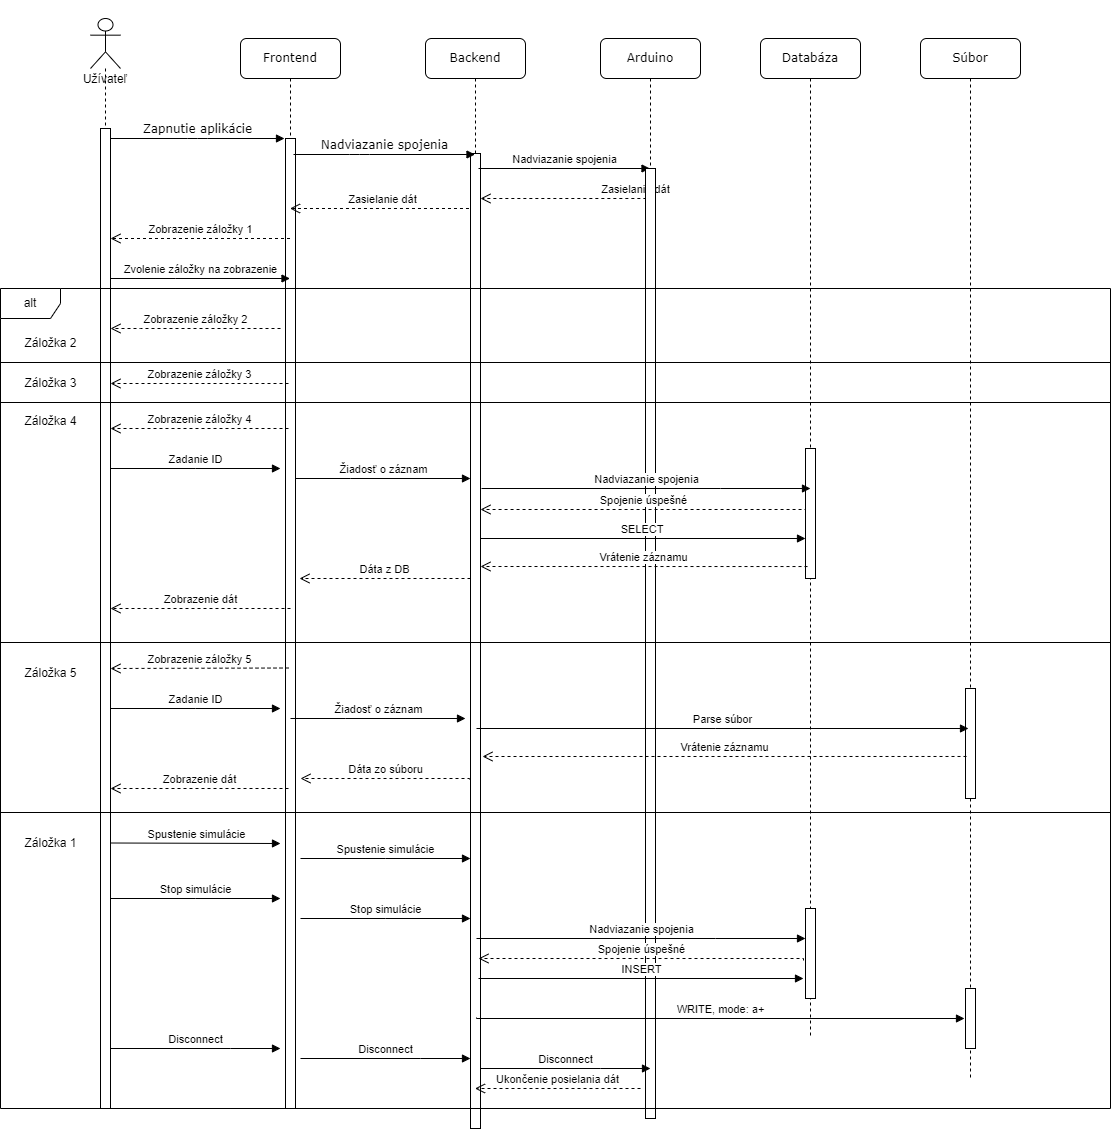 Užívateľ
Frontend
Backend
Arduino
Databáza
Súbor
Zapnutie aplikácie
Nadviazanie spojenia
Nadviazanie spojenia
Zasielanie dát
Zasielanie dát
Zobrazenie záložky 1
Zvolenie záložky na zobrazenie
alt
Zobrazenie záložky 2
Záložka 2
Zobrazenie záložky 3
Záložka 3
Záložka 4
Zobrazenie záložky 4
Zadanie ID
Žiadosť o záznam
Nadviazanie spojenia
Spojenie úspešné
SELECT
Vrátenie záznamu
Dáta z DB
Zobrazenie dát
Zobrazenie záložky 5
Záložka 5
Zadanie ID
Žiadosť o záznam
Parse súbor
Vrátenie záznamu
Dáta zo súboru
Zobrazenie dát
Spustenie simulácie
Záložka 1
Spustenie simulácie
Stop simulácie
Stop simulácie
Nadviazanie spojenia
Spojenie úspešné
INSERT
WRITE, mode: a+
Disconnect
Disconnect
Disconnect
Ukončenie posielania dát